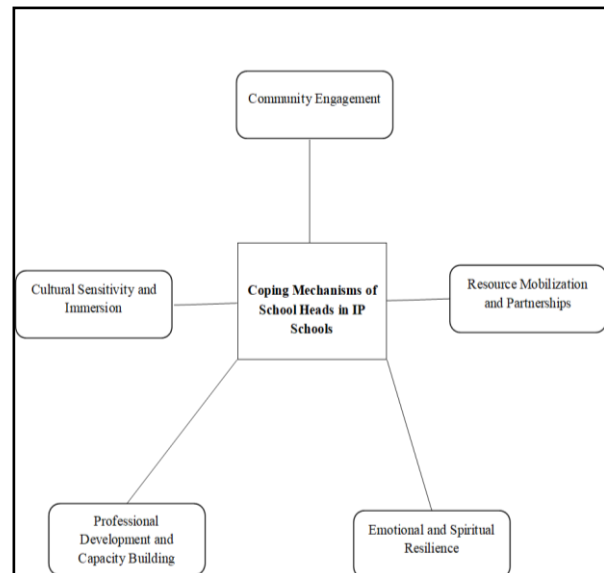 Community Engagement
Cultural Sensitivity and
Immersion
Coping Mechanisms of
School Heads in IP
Schools
Resource Mobilization
and Partnerships
Professional
Development and
Capacity Building
Emotional and Spiritual
Resilience